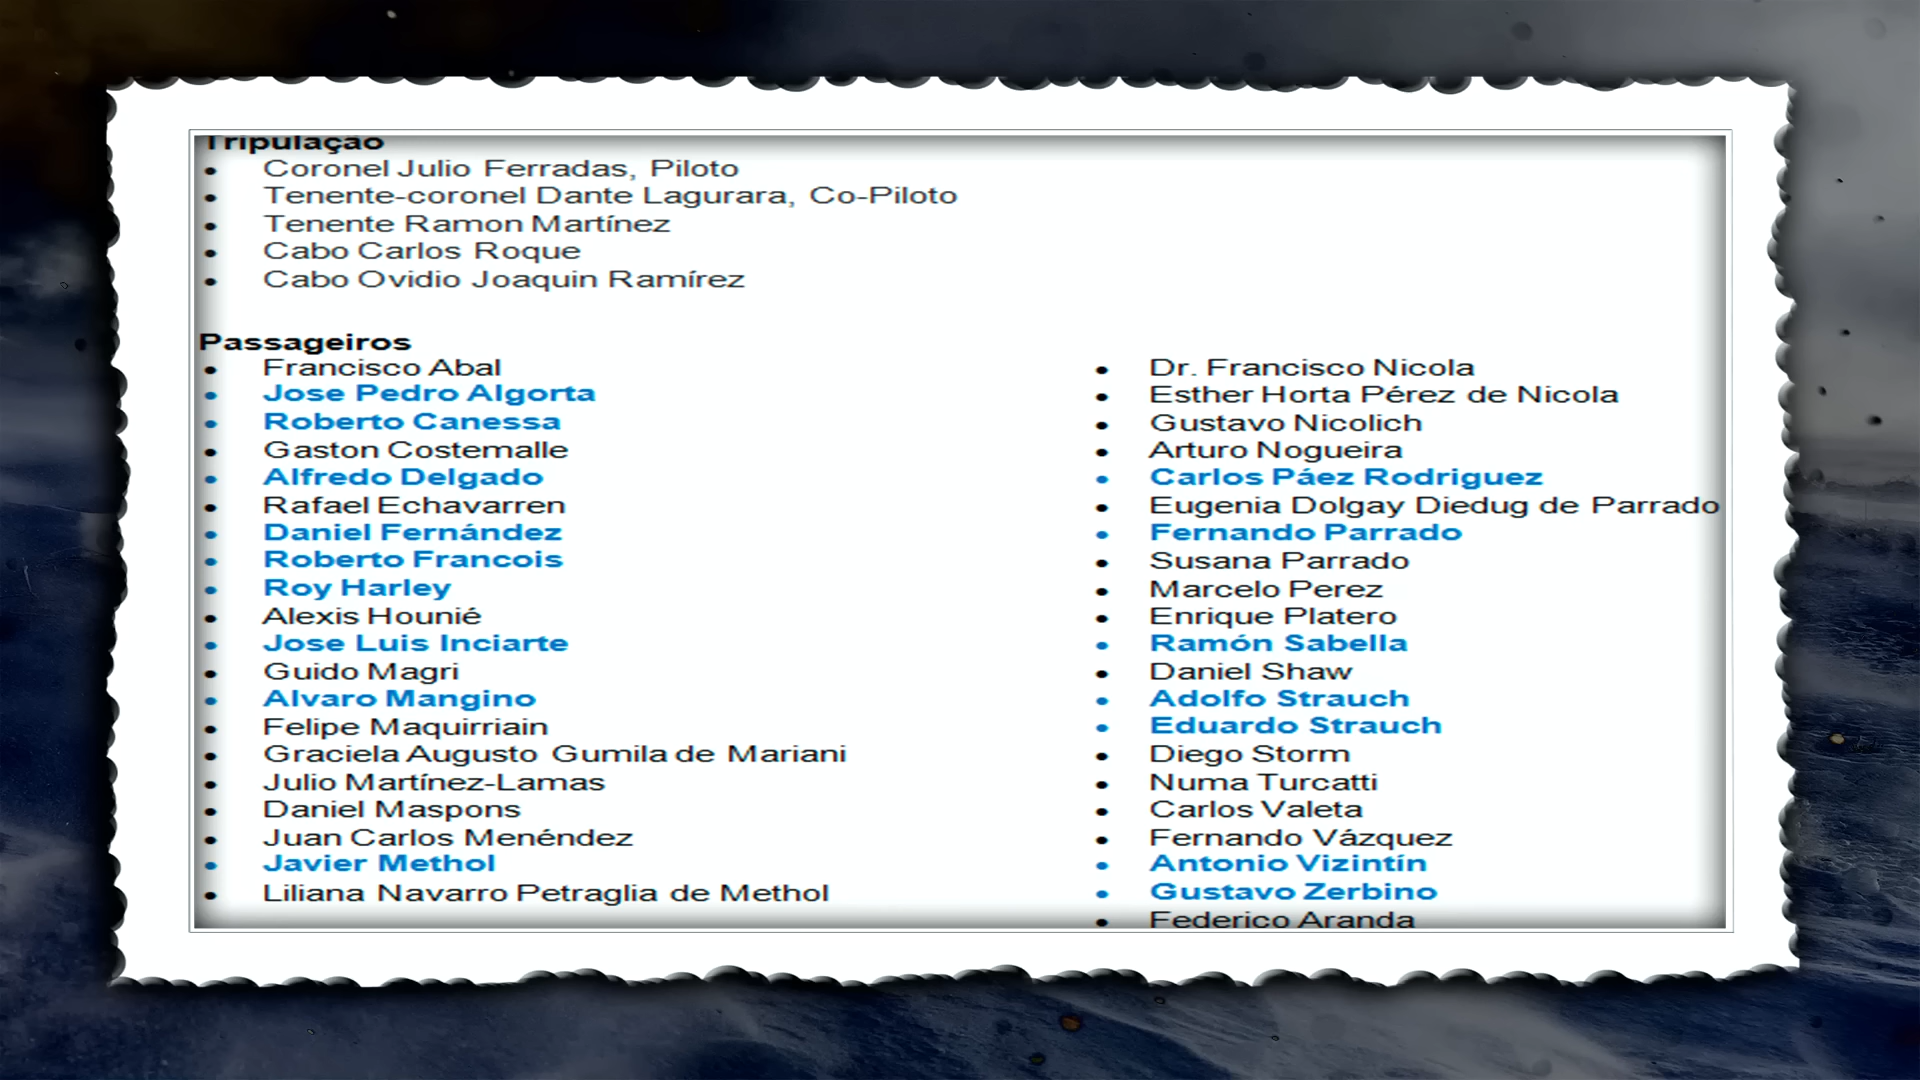 Tripulação
• Coronel Julio Ferradas, Piloto
• Tenente-coronel Dante Lagurara, Co-Piloto
• Tenente Ramon Martínez
• Cabo Carlos Roque
• Cabo Ovidio Joaquin Ramírez
Passageiros
• Francisco Abal
• Jose Pedro Algorta
• Roberto Canessa
• Gaston Costemalle
• Alfredo Delgado
• Rafael Echavarren
• Daniel Fernández
• Roberto Francois
• Roy Harley
• Alexis Hounié
• Jose Luis Inciarte
• Guido Magri
• Alvaro Mangino
• Felipe Maquirriain
• Graciela Augusto Gumila de Mariani
• Julio Martínez-Lamas
• Daniel Maspons
• Juan Carlos Menéndez
• Javier Methol
• Liliana Navarro Petraglia de Methol
• Dr. Francisco Nicola
• Esther Horta Pérez de Nicola
• Gustavo Nicolich
• Arturo Nogueira
• Carlos Páez Rodriguez
• Eugenia Dolgay Diedug de Parrado
• Fernando Parrado
• Susana Parrado
• Marcelo Perez
• Enrique Platero
• Ramón Sabella
• Daniel Shaw
• Adolfo Strauch
• Eduardo Strauch
• Diego Storm
• Numa Turcatti
• Carlos Valeta
• Fernando Vázquez
• Antonio Vizintín
• Gustavo Zerbino
• Federico Aranda